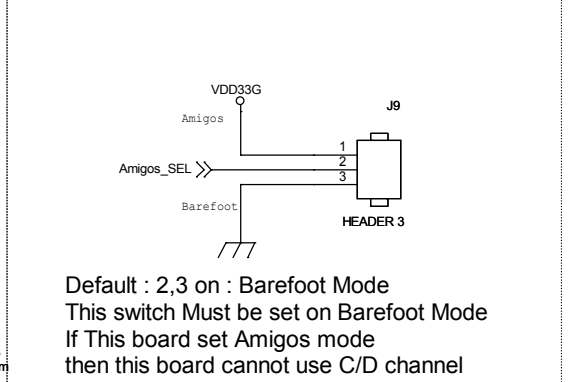 VDD33G
J9
Amigos
1
Amigos_SEL
2
3
Barefoot
HEADER 3
Default : 2,3 on : Barefoot Mode
This switch Must be set on Barefoot Mode
If This board set Amigos mode
then this board cannot use C/D channel